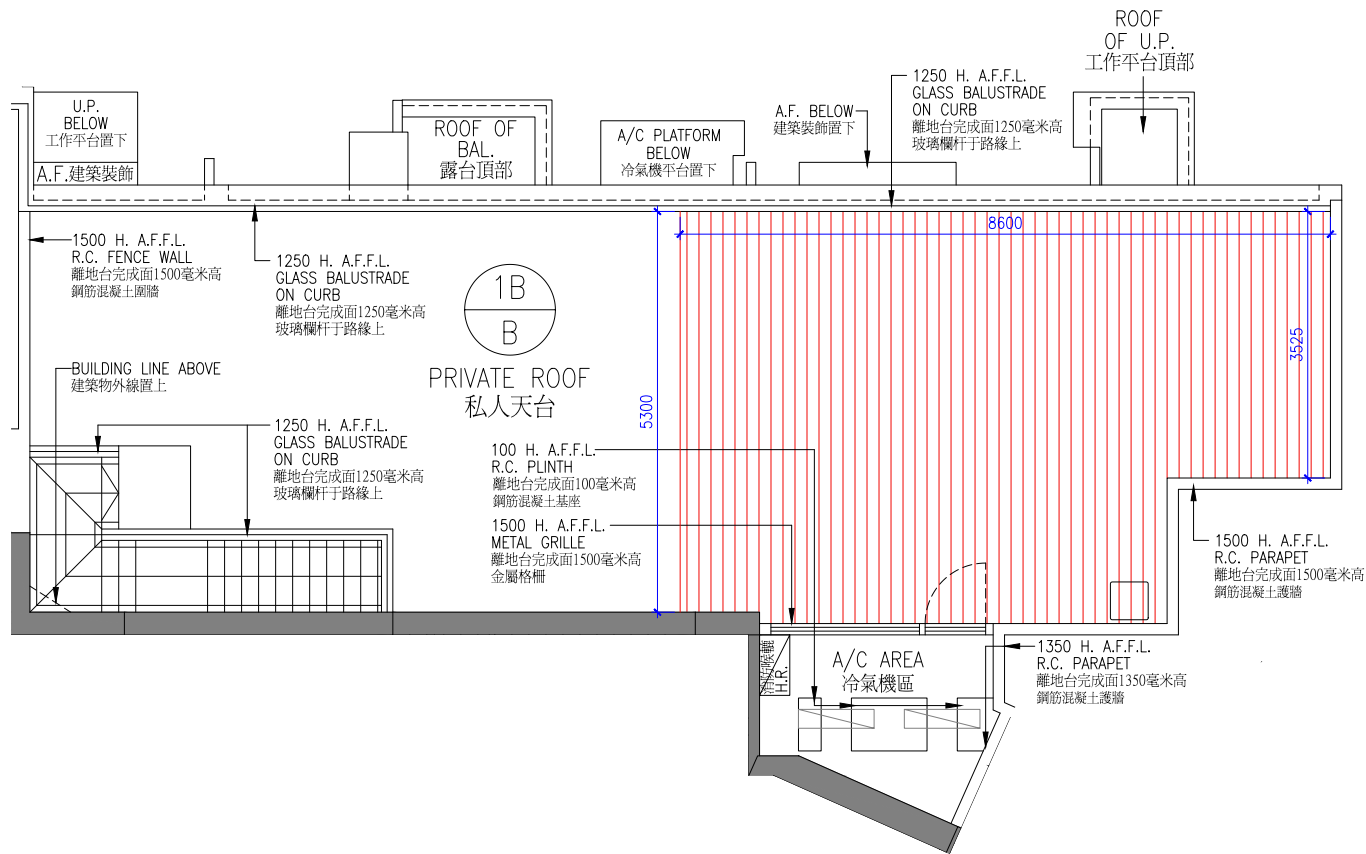 ROOF
OF U.P.
工作平台頂部
U.P.
BELOW
工作平台置下
A.F.建築裝飾
ROOF OF
BAL.
露台頂部
A/C PLATFORM
BELOW
冷氣機平台置下
A.F. BELOW
建築裝飾置下
1250 H. A.F.F.L.
GLASS BALUSTRADE
ON CURB
離地台完成面1250毫米高
玻璃欄杆于路緣上
8600
1500 H. A.F.F.L.
R.C. FENCE WALL
離地台完成面1500毫米高
鋼筋混凝土圍牆
1250 H. A.F.F.L.
GLASS BALUSTRADE
ON CURB
離地台完成面1250毫米高
玻璃欄杆于路緣上
1B
B
PRIVATE ROOF
私人天台
3525
5300
BUILDING LINE ABOVE
建築物外線置上
1250 H. A.F.F.L.
GLASS BALUSTRADE
ON CURB
離地台完成面1250毫米高
玻璃欄杆于路緣上
100 H. A.F.F.L.
R.C. PLINTH
離地台完成面100毫米高
鋼筋混凝土基座
1500 H. A.F.F.L.
METAL GRILLE
離地台完成面1500毫米高
金屬格柵
1500 H. A.F.F.L.
R.C. PARAPET
離地台完成面1500毫米高
鋼筋混凝土護牆
消防喉轆
H.R.
A/C AREA
冷氣機區
1350 H. A.F.F.L.
R.C. PARAPET
離地台完成面1350毫米高
鋼筋混凝土護牆